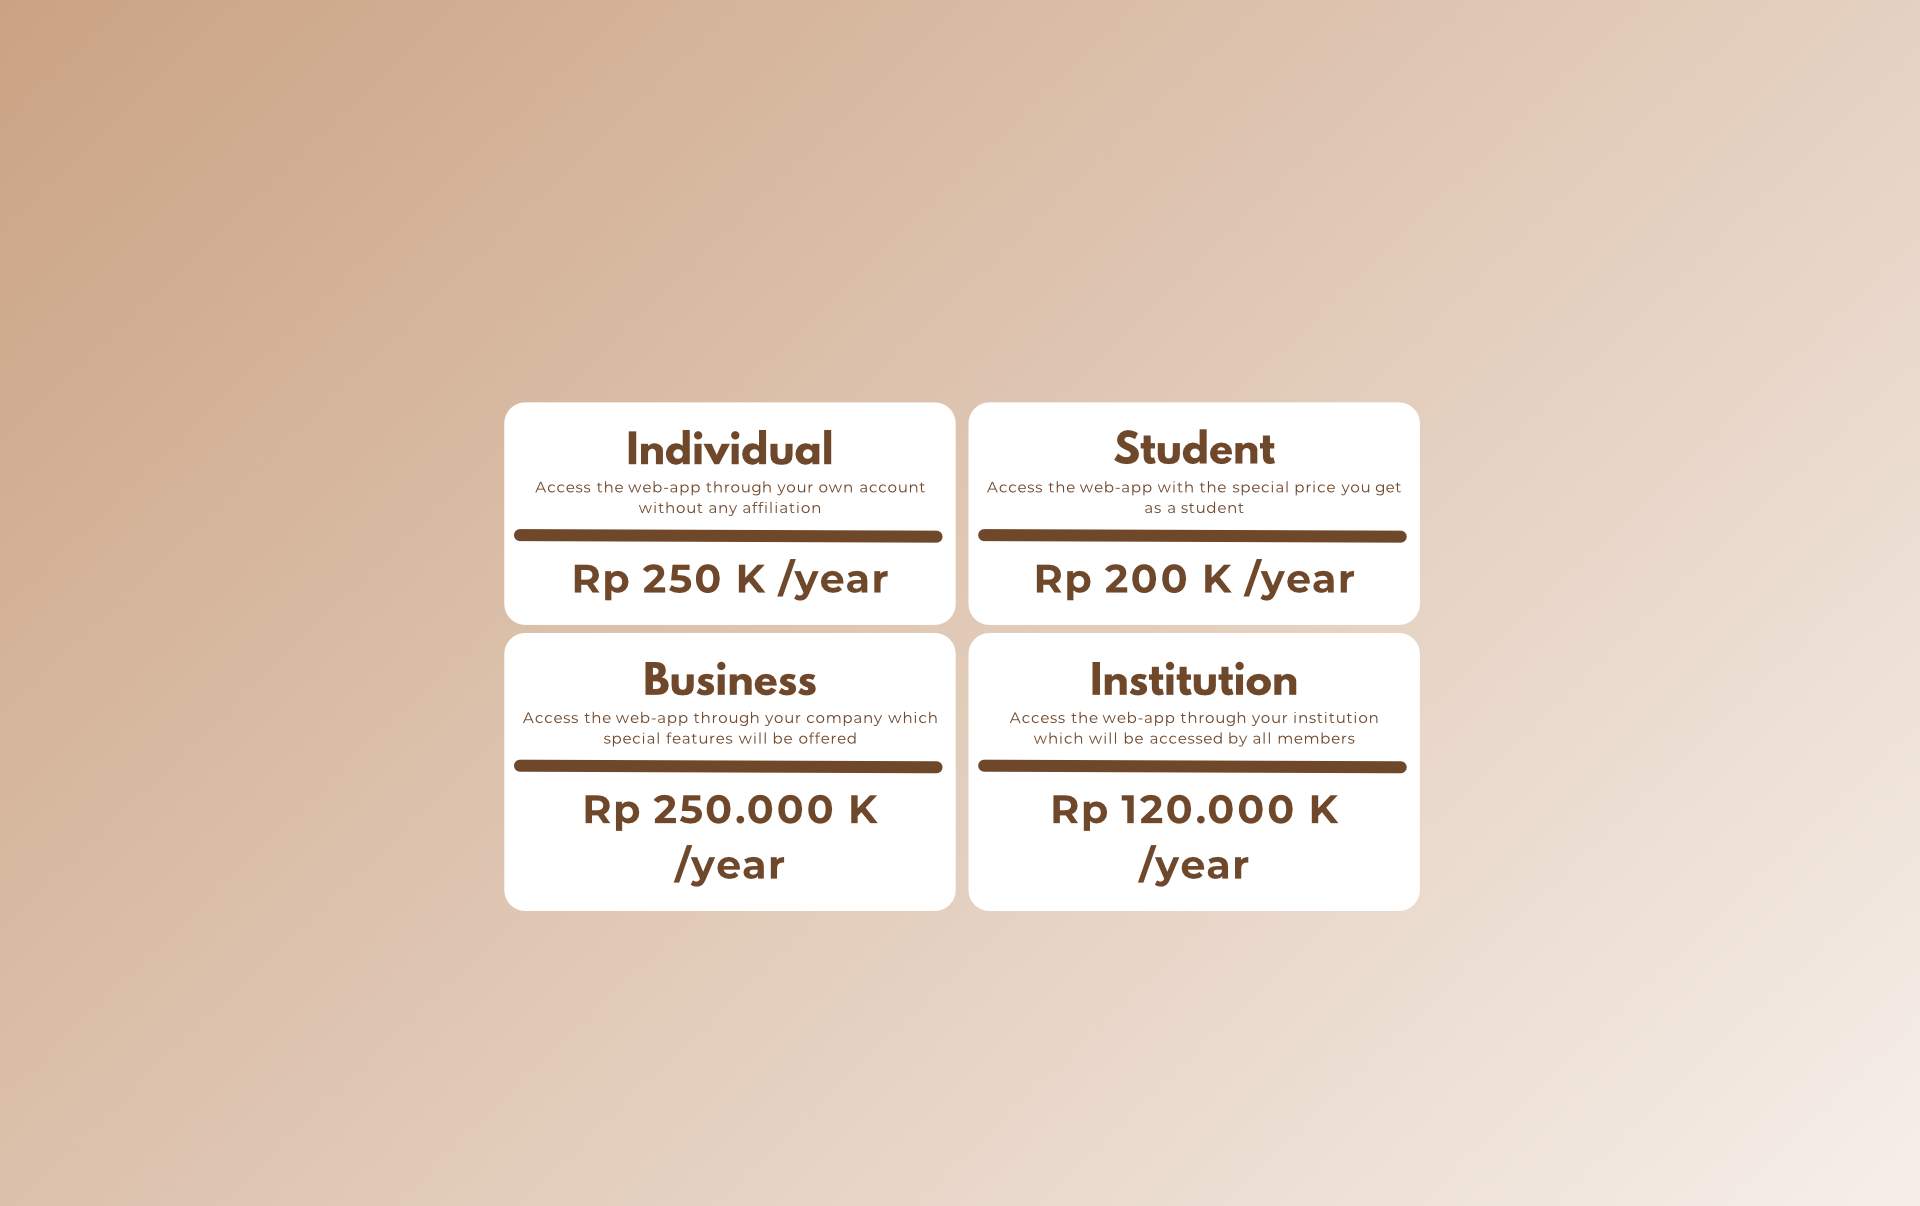 Individual
Access the web-app through your own account
without any affiliation
Rp 250 K /year
Student
Access the web-app with the special price you get
as a student
Rp 200 K /year
Business
Access the web-app through your company which
special features will be offered
Rp 250.000 K
/year
Institution
Access the web-app through your institution
which will be accessed by all members
Rp 120.000 K
/year